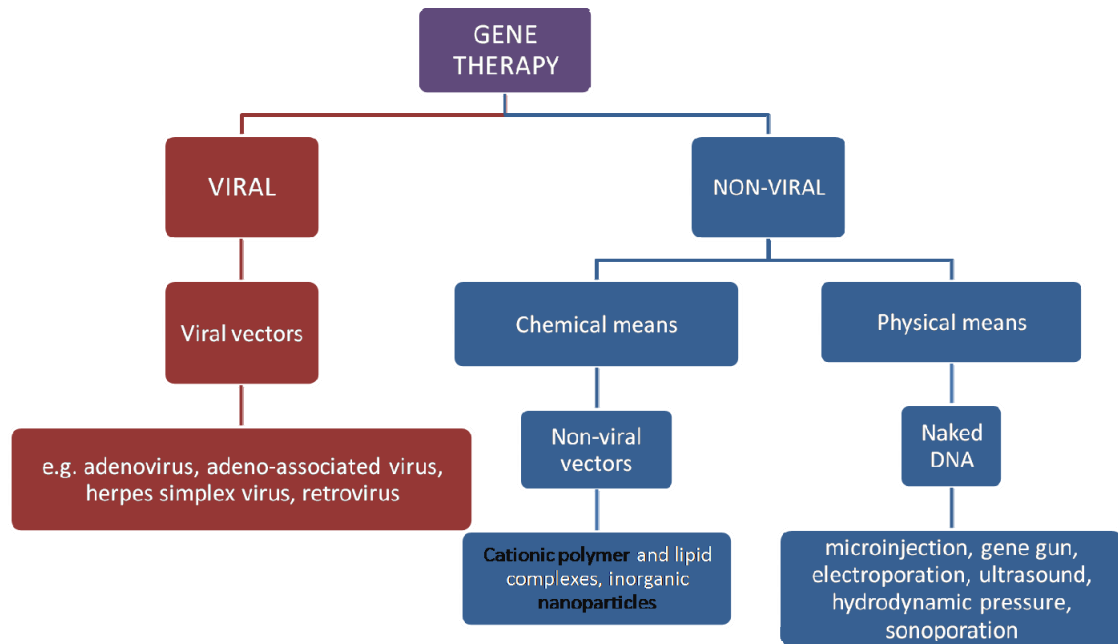 GENE
THERAPY
VIRAL
NON-VIRAL
Viral vectors
Chemical means
Physical means
e.g. adenovirus, adeno-associated virus,
herpes simplex virus, retrovirus
Non-viral
vectors
Naked
DNA
Cationic polymer and lipid
complexes, inorganic
nanoparticles
microinjection, gene gun,
electroporation, ultrasound,
hydrodynamic pressure,
sonoporation